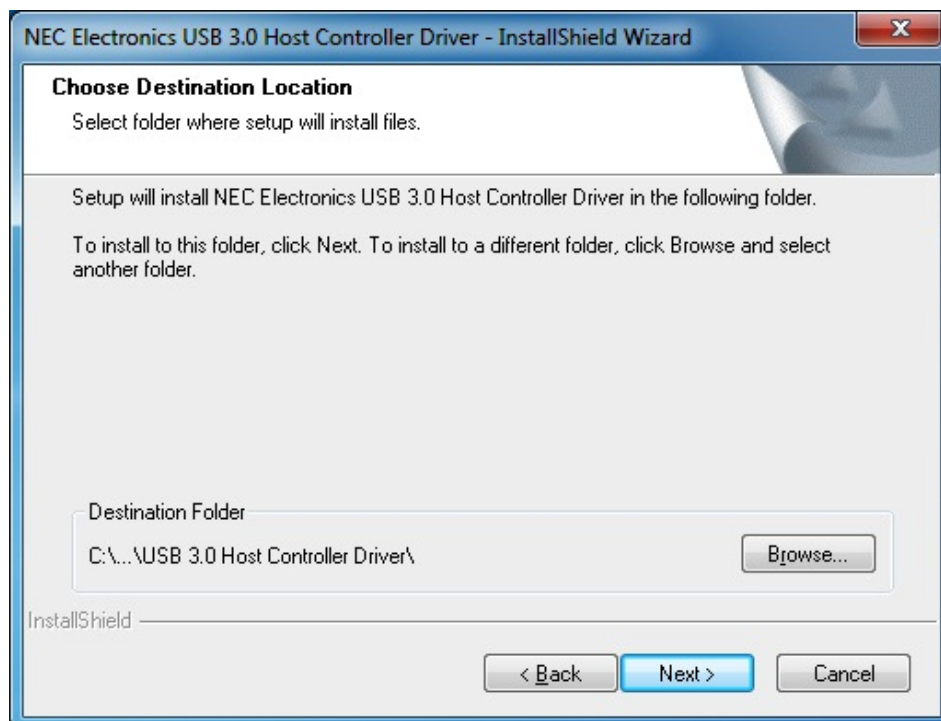 NEC Electronics USB 3.0 Host Controller Driver - InstallShield Wizard
Choose Destination Location
Select folder where setup will install files.
Setup will install NEC Electronics USB 3.0 Host Controller Driver in the following folder.
To install to this folder, click Next. To install to a different folder, click Browse and select
another folder.
Destination Folder
C:\...\USB 3.0 Host Controller Driver\
Browse...
InstallShield
< Back
Next >
Cancel